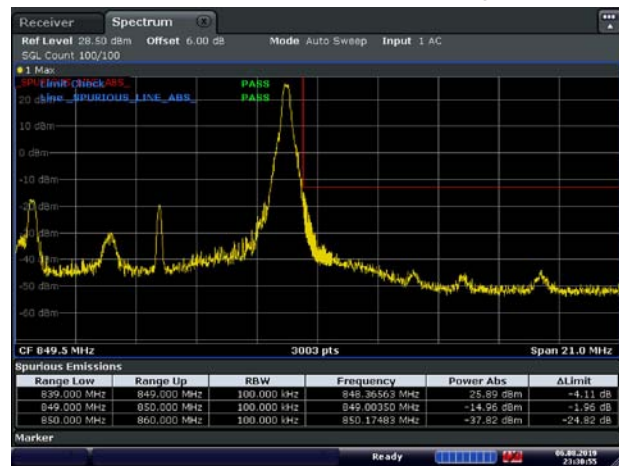 Receiver Spectrum
Ref Level 28.50 dBm Offset 6.00 dB Mode Auto Sweep Input 1 AC
SGL Count 100/100
1 Max
Limit Check PASS
Line _SPURIOUS_LINE_ABS_ PASS
20 dBm
10 dBm
0 dBm
-10 dBm
-20 dBm
-30 dBm
-40 dBm
-50 dBm
-60 dBm
CF 849.5 MHz 3003 pts Span 21.0 MHz
Spurious Emissions
Range Low Range Up RBW Frequency Power Abs ΔLimit
839.000 MHz 849.000 MHz 100.000 kHz 848.36563 MHz 25.89 dBm -4.11 dB
849.000 MHz 850.000 MHz 100.000 kHz 849.00350 MHz -14.96 dBm -1.96 dB
850.000 MHz 860.000 MHz 100.000 kHz 850.17483 MHz -37.82 dBm -24.82 dB
Marker
Ready 06.08.2019
23:30:55